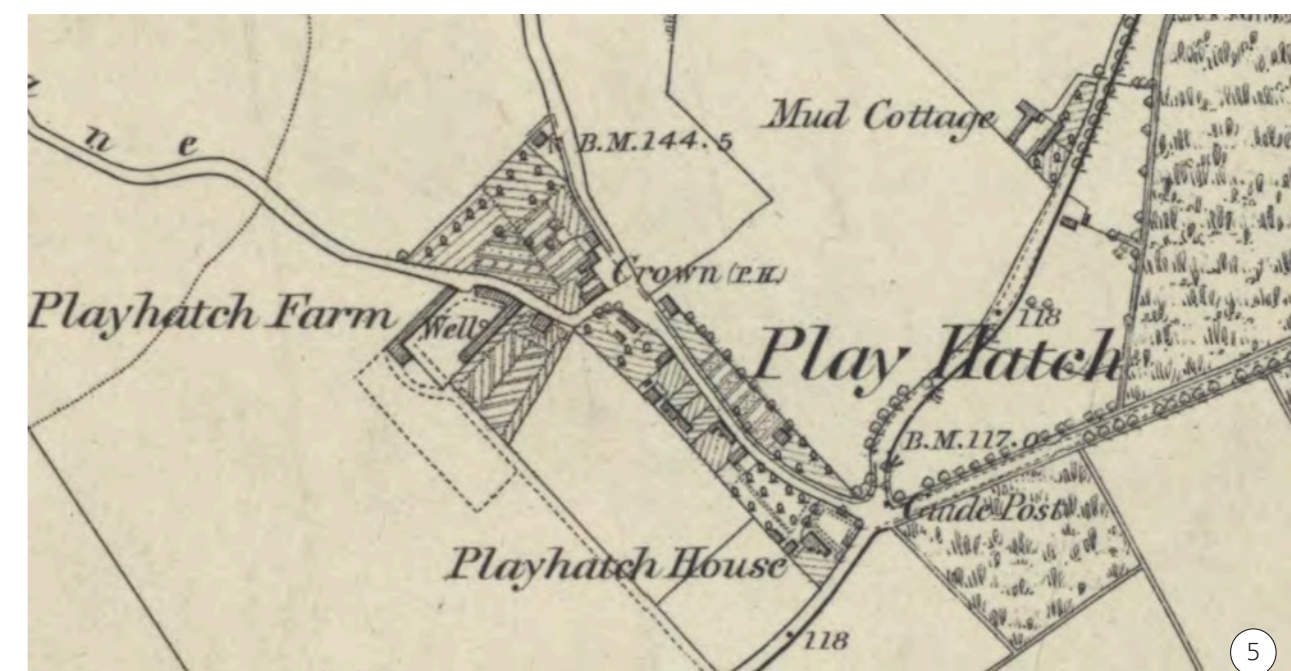 Mud Cottage
B.M.144.5
n e
Crown (P.H.)
Playhatch Farm
Well
118
Play Hatch
B.M.117.0
Guide Post
Playhatch House
118
5